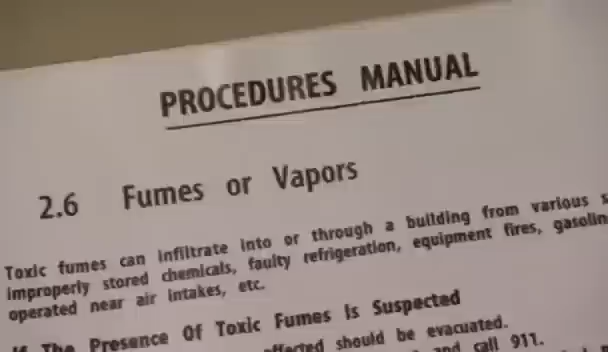 PROCEDURES MANUAL
2.6 Fumes or Vapors
Toxic fumes can infiltrate into or through a building from various
improperly stored chemicals, faulty refrigeration, equipment fires,
operated near air intakes, etc.
If The Presence Of Toxic Fumes Is Suspected
affected should be evacuated.
and call 911.